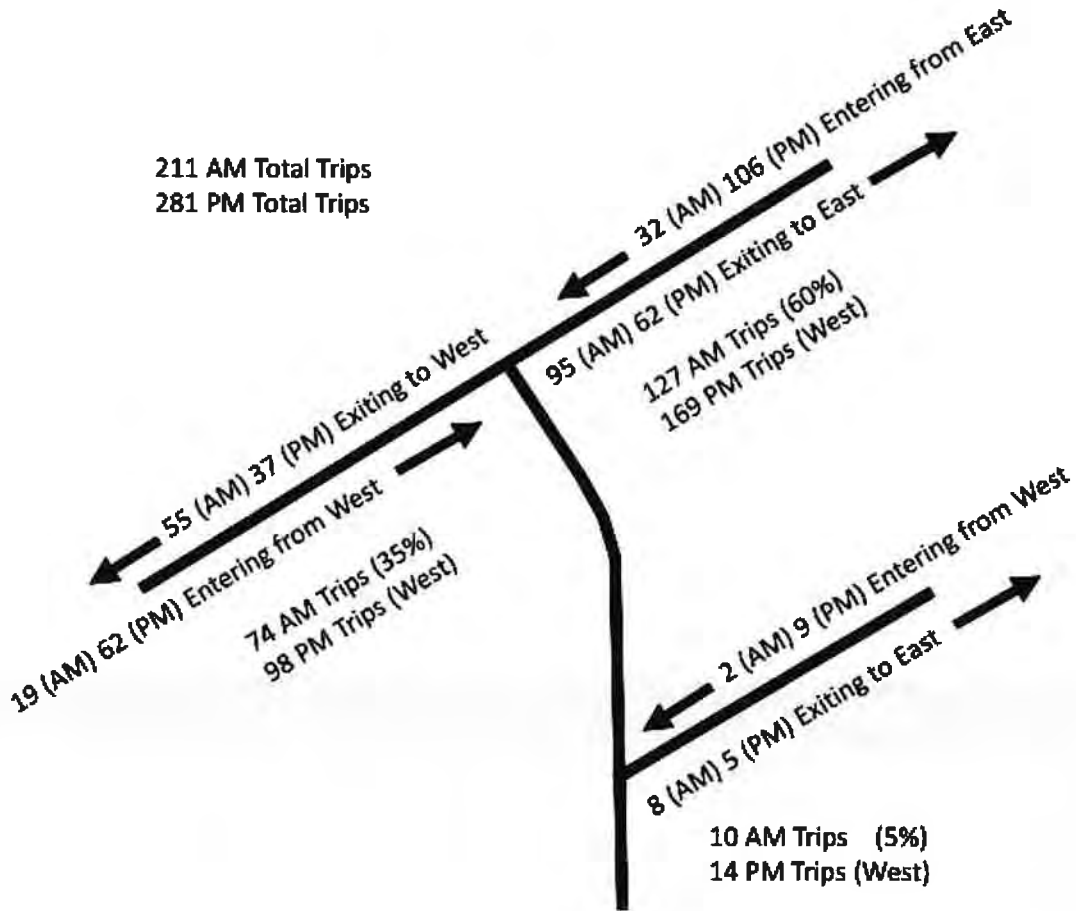 211 AM Total Trips
281 PM Total Trips
32 (AM) 106 (PM) Entering from East
95 (AM) 62 (PM) Exiting to East
127 AM Trips (60%)
169 PM Trips (West)
55 (AM) 37 (PM) Exiting to West
19 (AM) 62 (PM) Entering from West
74 AM Trips (35%)
98 PM Trips (West)
2 (AM) 9 (PM) Entering from West
8 (AM) 5 (PM) Exiting to East
10 AM Trips (5%)
14 PM Trips (West)